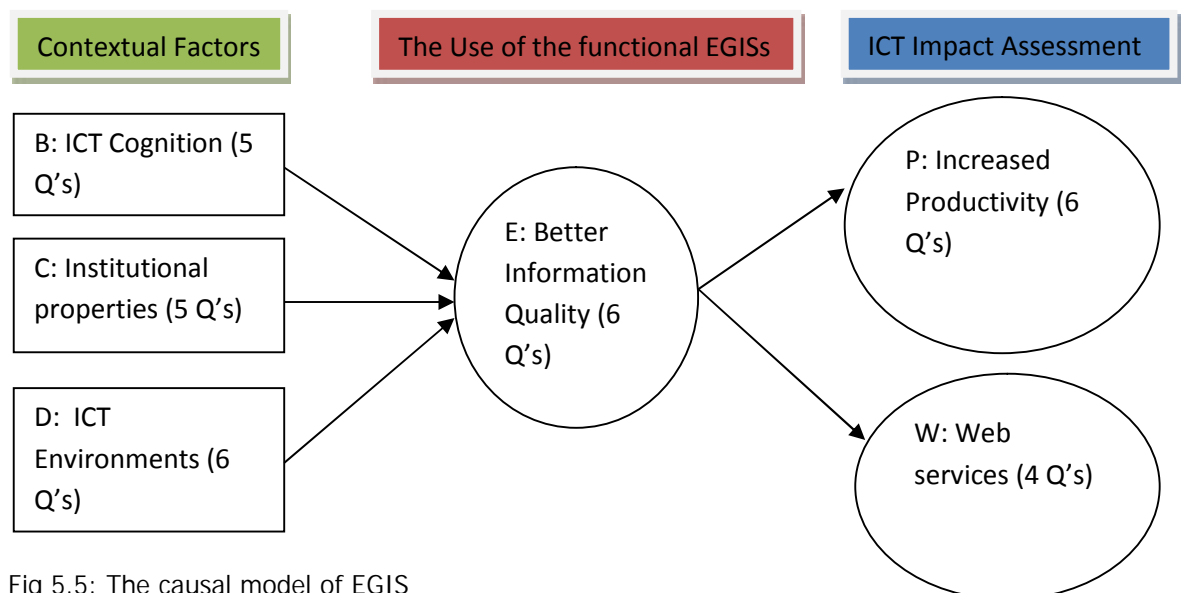 Contextual Factors
The Use of the functional EGISs
ICT Impact Assessment
B: ICT Cognition (5
Q’s)
C: Institutional
properties (5 Q’s)
D:  ICT
Environments (6
Q’s)
E: Better
Information
Quality (6
Q’s)
P: Increased
Productivity (6
Q’s)
W: Web
services (4 Q’s)
Fig 5.5: The causal model of EGIS